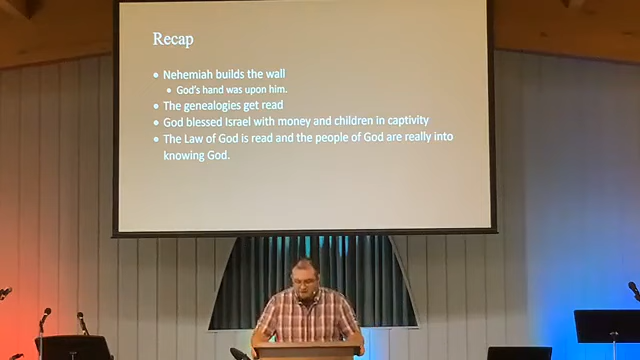 Recap
• Nehemiah builds the wall
• God's hand was upon him.
• The genealogies get read
• God blessed Israel with money and children in captivity
• The Law of God is read and the people of God are really into
knowing God.